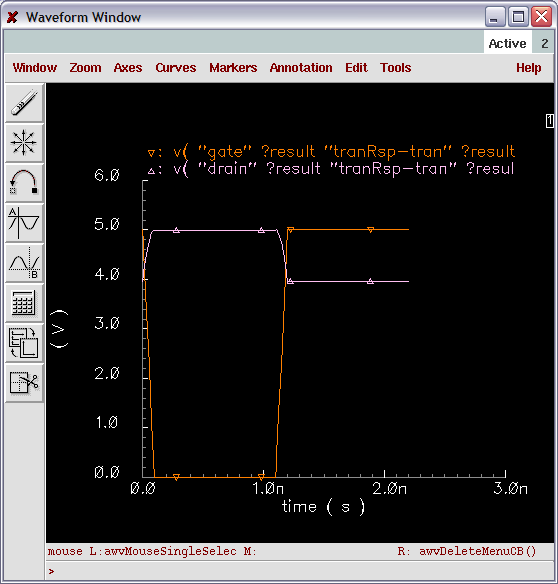 Waveform Window
Active 2
Window Zoom Axes Curves Markers Annotation Edit Tools Help
1
▽: v( "gate" ?result "tranRsp-tran" ?result
△: v( "drain" ?result "tranRsp-tran" ?resul
6.0
5.0
4.0
3.0
2.0
1.0
0.0
( V )
A
B
0.0 1.0n 2.0n 3.0n
time ( s )
mouse L:awvMouseSingleSelec M: R: awvDeleteMenuCB()
>